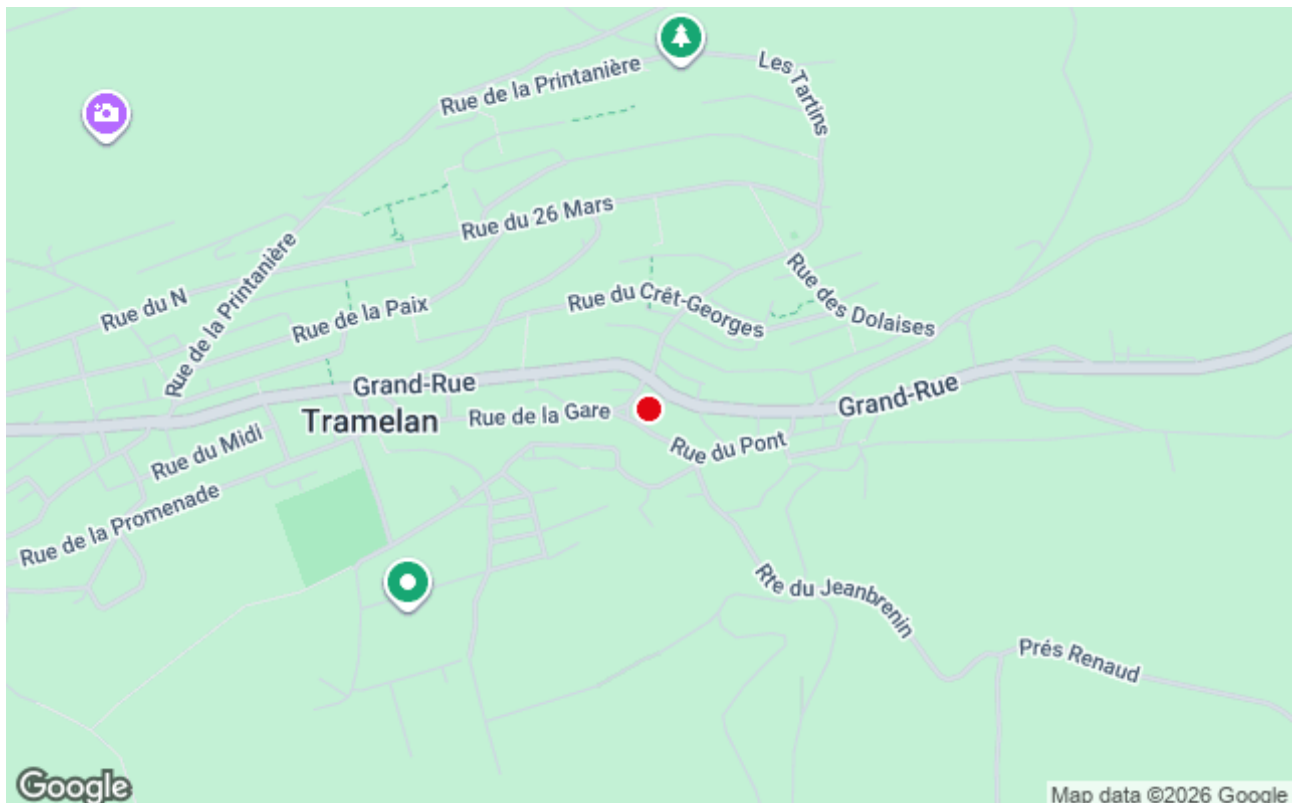 Rue de la Printanière
Les Tartins
Rue du 26 Mars
Rue de la Printanière
Rue du N
Rue de la Paix
Rue du Crêt-Georges
Rue des Dolaises
Grand-Rue
Grand-Rue
Tramelan
Rue de la Gare
Rue du Midi
Rue du Pont
Rue de la Promenade
Rte du Jeanbrenin
Prés Renaud
Google
Map data ©2026 Google